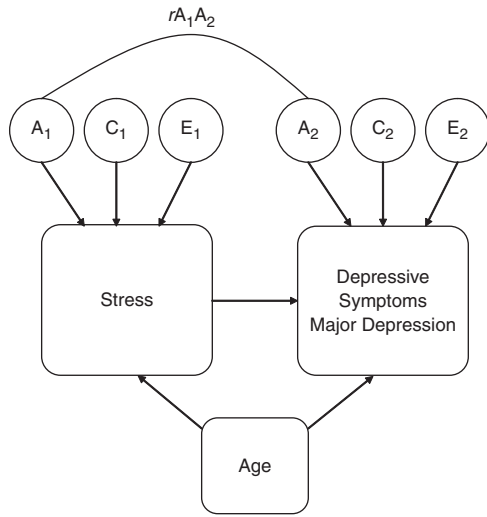 rA₁A₂
A₁ C₁ E₁ A₂ C₂ E₂
Stress
Depressive
Symptoms
Major Depression
Age